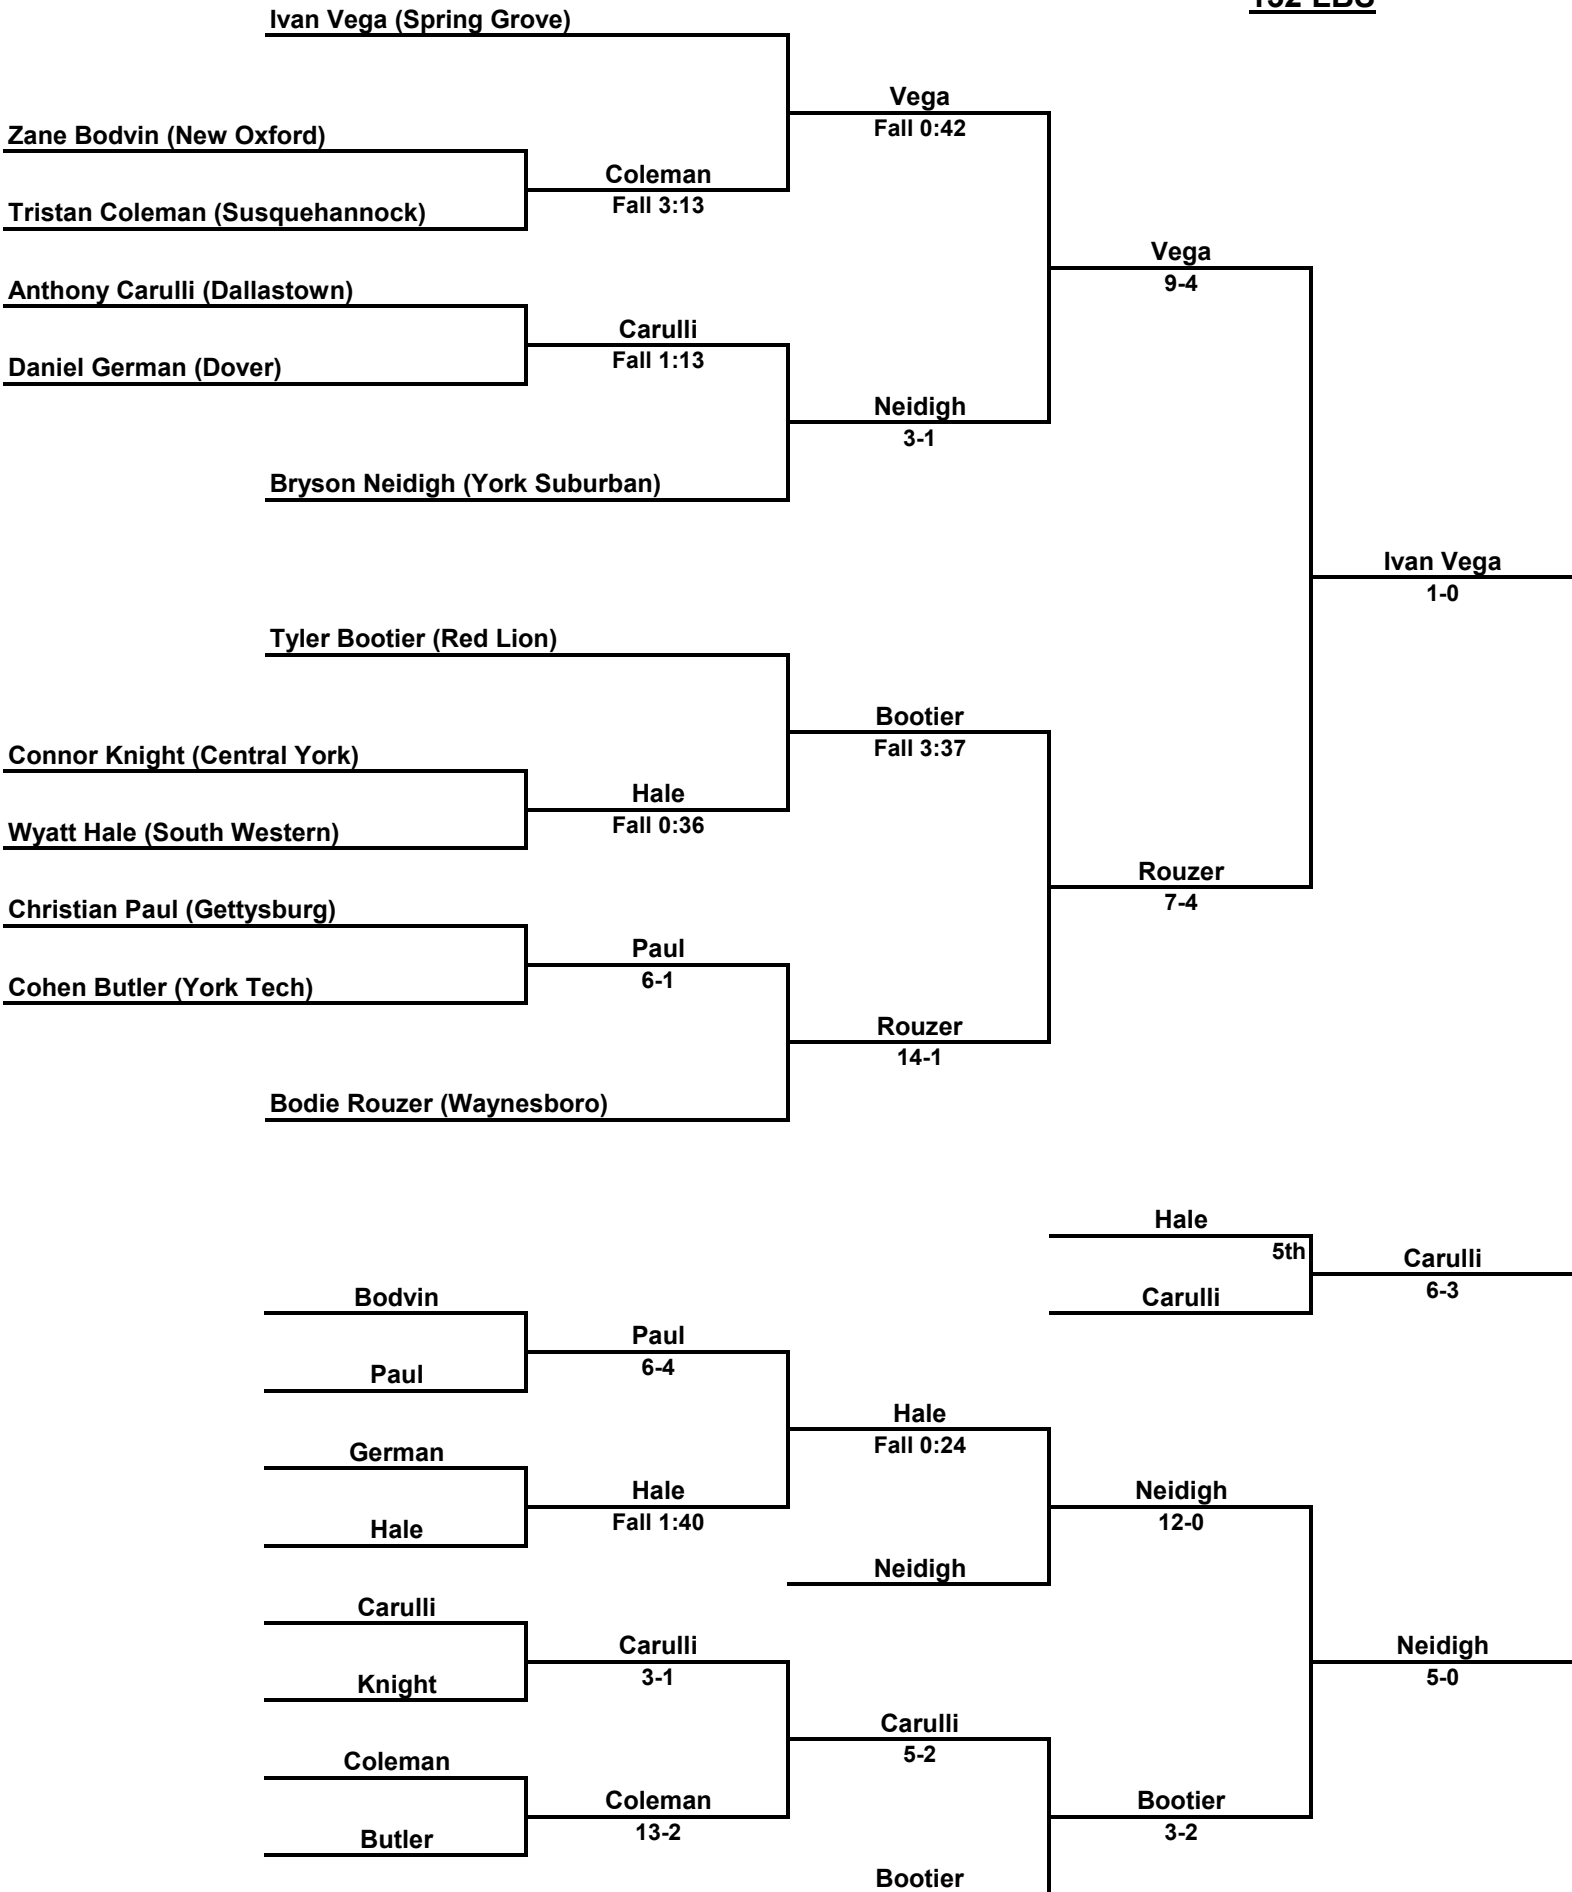 Ivan Vega (Spring Grove)
Vega
Fall 0:42
Zane Bodvin (New Oxford)
Coleman
Fall 3:13
Tristan Coleman (Susquehannock)
Vega
9-4
Anthony Carulli (Dallastown)
Carulli
Fall 1:13
Daniel German (Dover)
Neidigh
3-1
Bryson Neidigh (York Suburban)
Ivan Vega
1-0
Tyler Bootier (Red Lion)
Bootier
Fall 3:37
Connor Knight (Central York)
Hale
Fall 0:36
Wyatt Hale (South Western)
Rouzer
7-4
Christian Paul (Gettysburg)
Paul
6-1
Cohen Butler (York Tech)
Rouzer
14-1
Bodie Rouzer (Waynesboro)
Hale
5th
Carulli
6-3
Carulli
Bodvin
Paul
6-4
Paul
Hale
Fall 0:24
German
Hale
Fall 1:40
Hale
Neidigh
12-0
Neidigh
Carulli
Carulli
3-1
Knight
Neidigh
5-0
Carulli
5-2
Coleman
Coleman
13-2
Butler
Bootier
3-2
Bootier